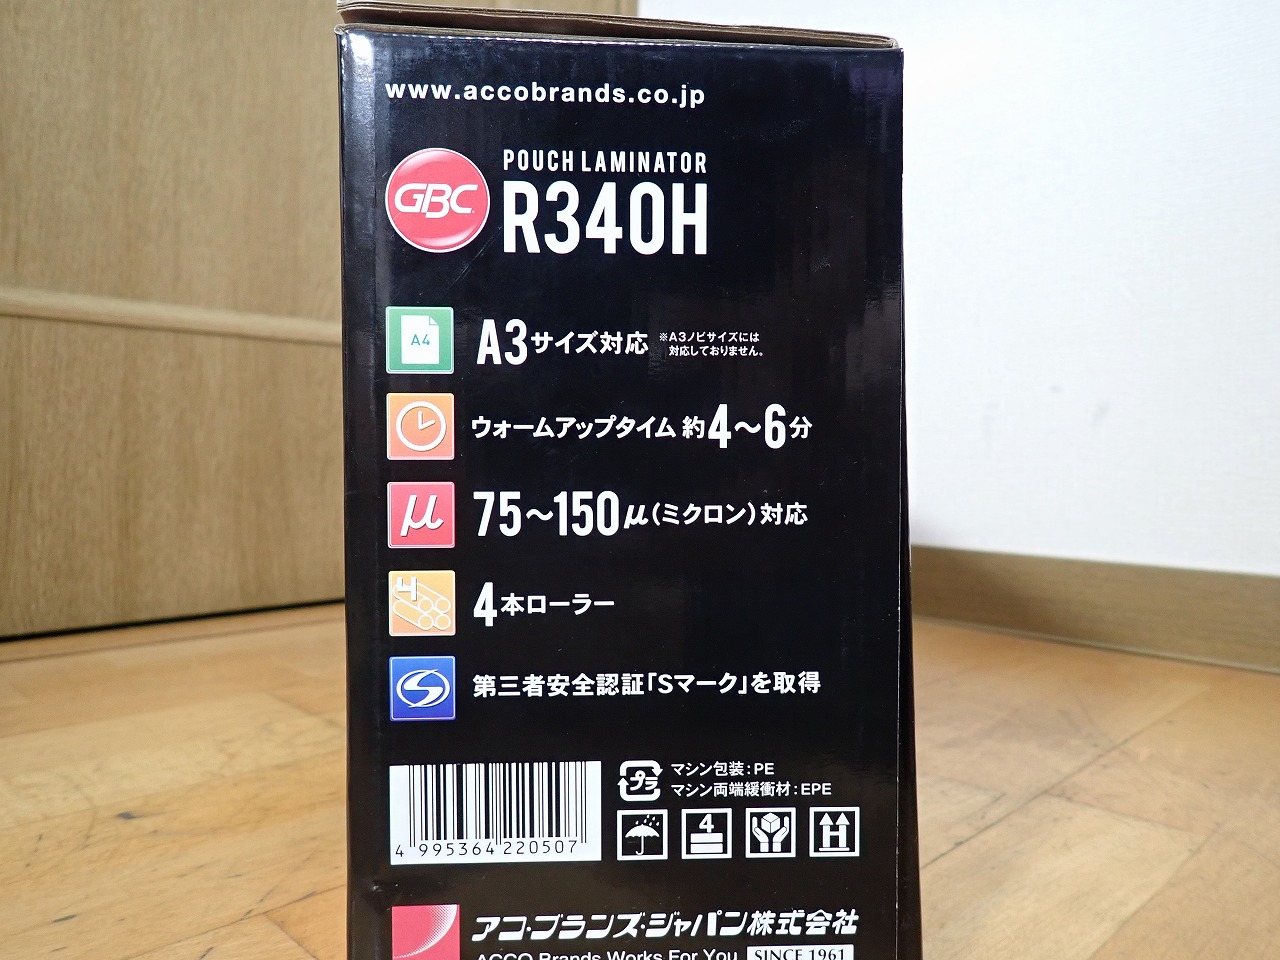 www.accobrands.co.jp
GBC
POUCH LAMINATOR
R340H
A4
A3サイズ対応
※A3ノビサイズには
対応しておりません。
ウォームアップタイム 約4〜6分
μ
75〜150μ(ミクロン)対応
4
4本ローラー
S
第三者安全認証「Sマーク」を取得
プラ
マシン包装:PE
マシン両端緩衝材:EPE
4
4 995364 220507
アコ・ブランズ・ジャパン株式会社
ACCO Brands Works For You
SINCE 1961